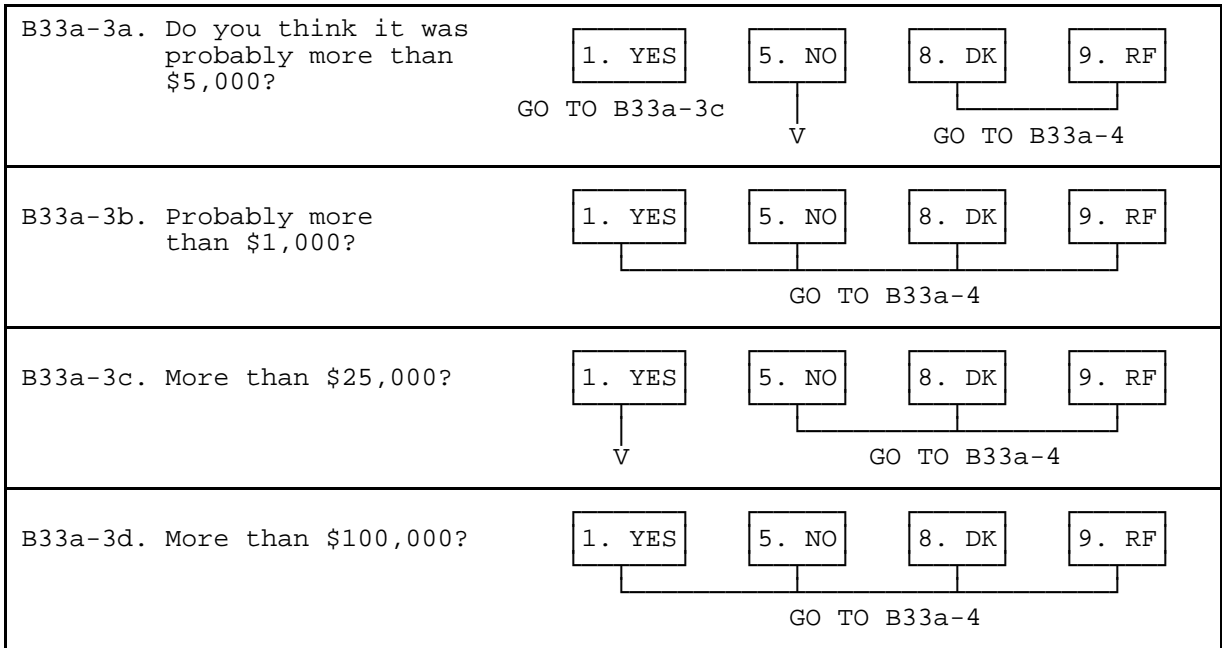 B33a-3a. Do you think it was
probably more than
$5,000?
1. YES 5. NO 8. DK 9. RF
GO TO B33a-3c
V GO TO B33a-4
B33a-3b. Probably more
than $1,000?
1. YES 5. NO 8. DK 9. RF
GO TO B33a-4
B33a-3c. More than $25,000? 1. YES 5. NO 8. DK 9. RF
V GO TO B33a-4
B33a-3d. More than $100,000? 1. YES 5. NO 8. DK 9. RF
GO TO B33a-4